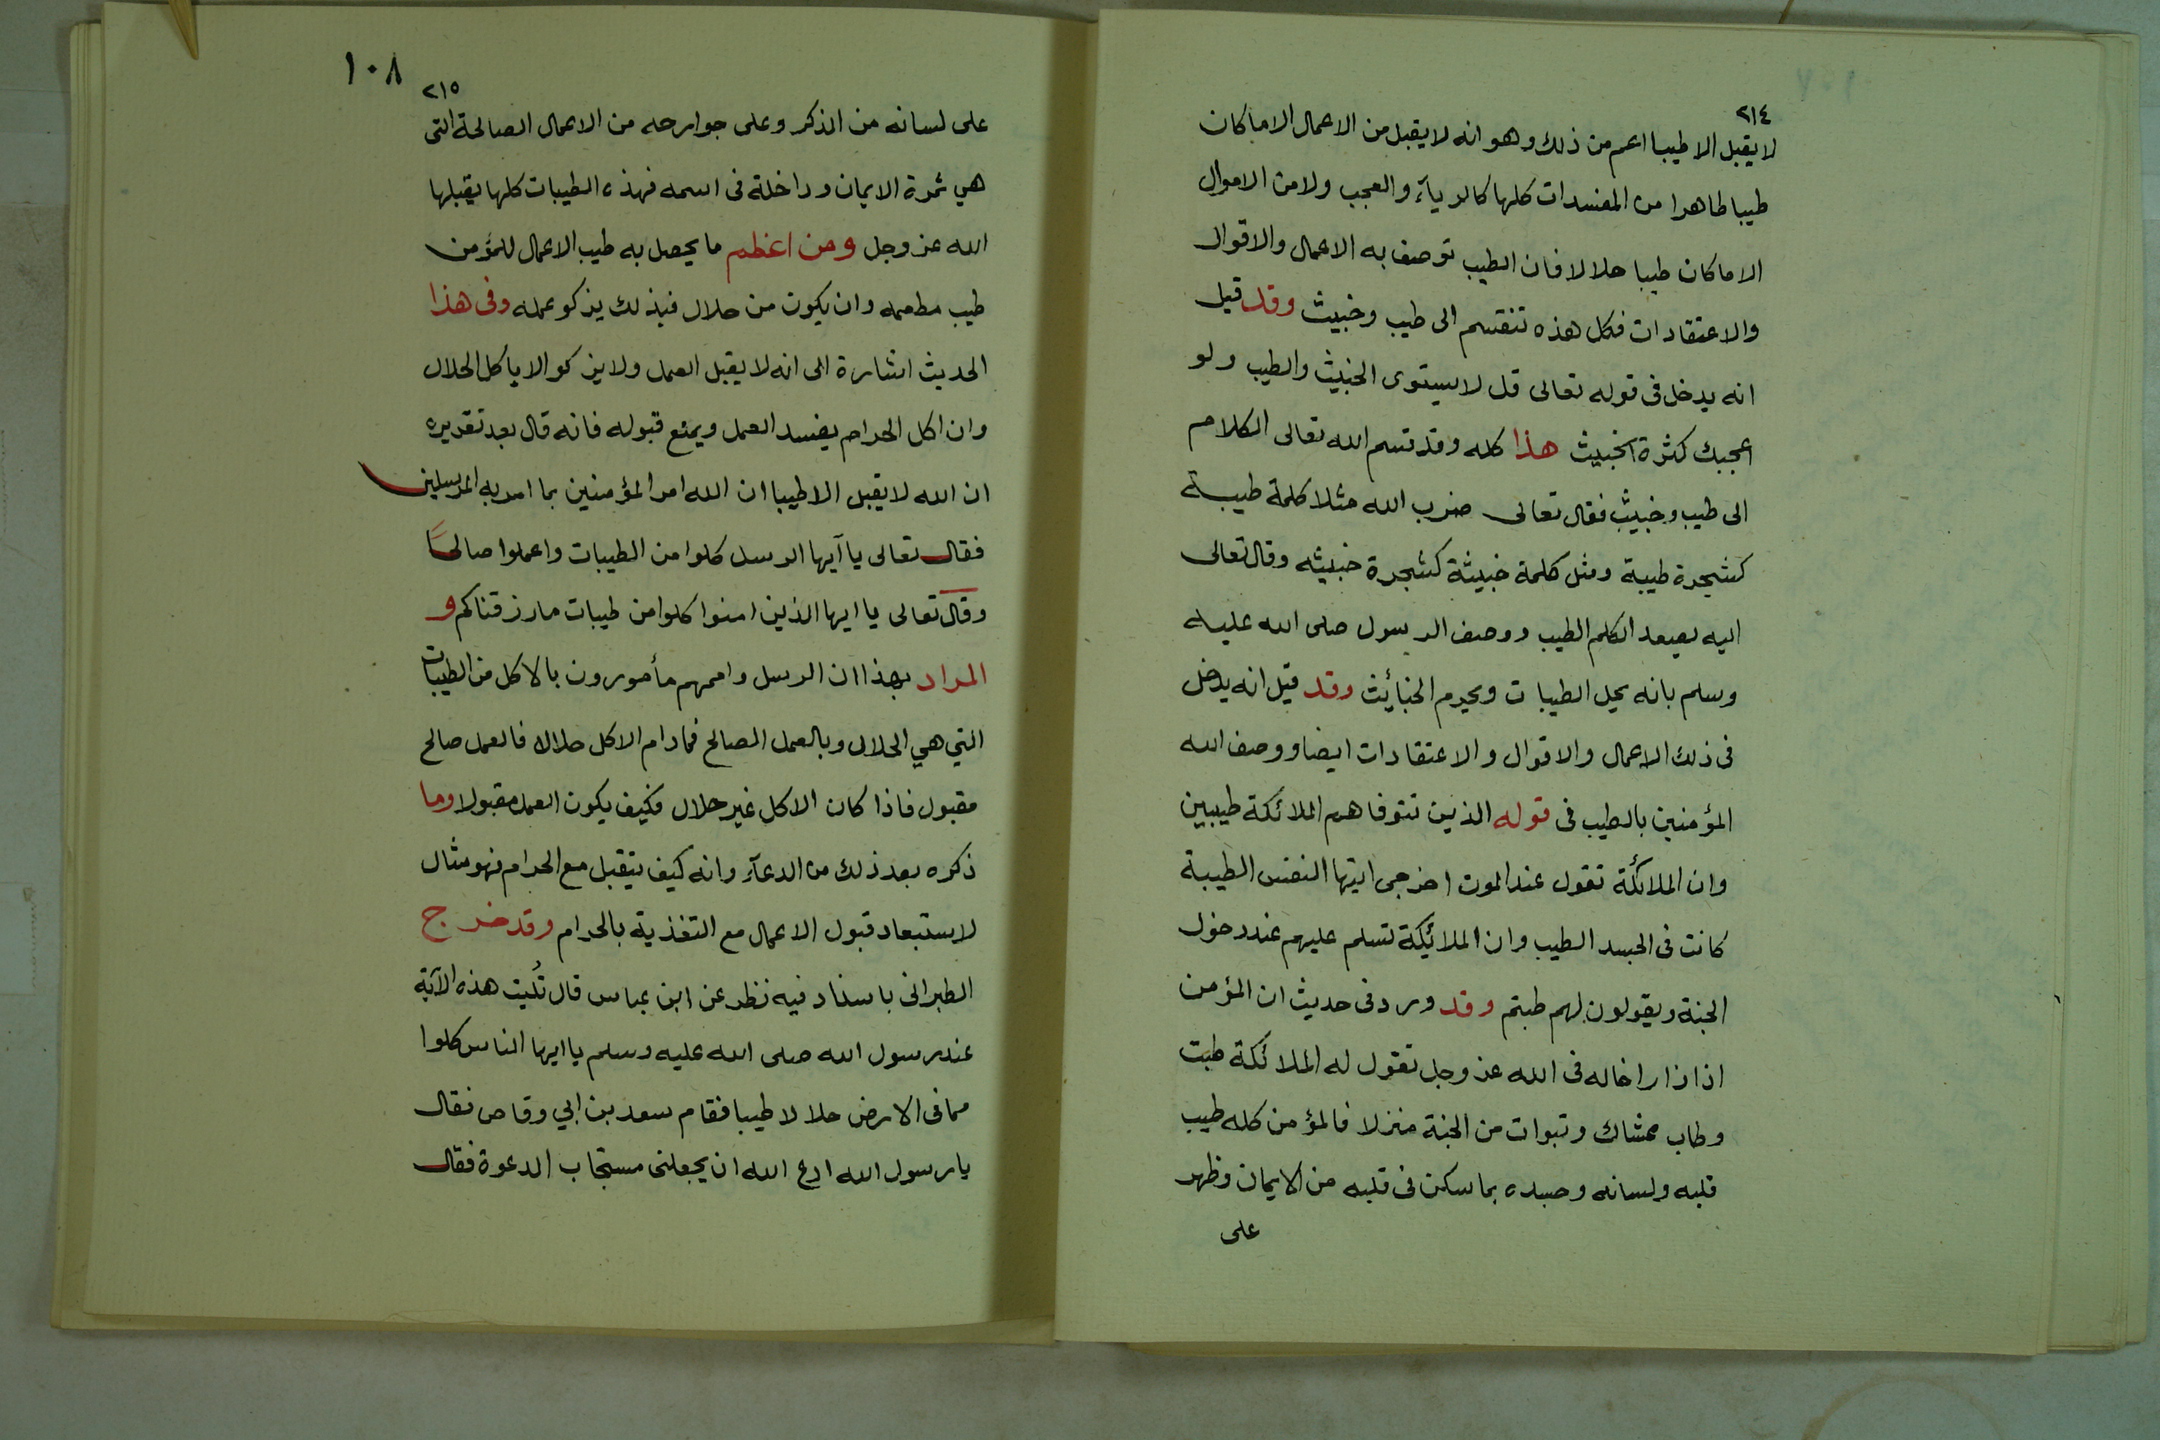 ٢١٤
لا يقبل الا طيبا اعم من ذلك وهو انه لا يقبل من الاعمال الا ما كان
طيبا طاهرا من المفسدات كلها كالريآء والعجب ولا من الاموال
الا ما كان طيبا حلالا فان الطيب توصف به الاعمال والاقوال
والاعتقادات فكل هذه تنقسم الى طيب وخبيث وقد قيل
انه يدخل فى قوله تعالى قل لا يستوى الخبيث والطيب ولو
اعجبك كثرة الخبيث هذا كله وقد قسم الله تعالى الكلام
الى طيب وخبيث فقال تعالى ضرب الله مثلا كلمة طيبة
كشجرة طيبة ومثل كلمة خبيثة كشجرة خبيثه وقال تعالى
اليه يصعد الكلم الطيب ووصف الرسول صلى الله عليه
وسلم بانه يحل الطيبات ويحرم الخبائث وقد قيل انه يدخل
فى ذلك الاعمال والاقوال والاعتقادات ايضا ووصف الله
المؤمنين بالطيب فى قوله الذين تتوفاهم الملائكة طيبين
وان الملائكة تقول عند الموت اخرجى ايتها النفس الطيبة
كانت فى الجسد الطيب وان الملائيكة تسلم عليهم عند دخول
الجنة ويقولون لهم طبتم وقد ورد فى حديث ان المؤمن
اذا زار اخاله فى الله عز وجل تقول له الملائكة طبت
وطاب ممشاك وتبوات من الجنة منزلا فالمؤمن كله طيب
قلبه ولسانه وجسده بما سكن فى قلبه من الايمان وظهر
على
١٠٨
٢١٥
على لسانه من الذكر وعلى جوارحه من الاعمال الصالحة التى
هي ثمرة الايمان وداخلة فى اسمه فهذه الطيبات كلها يقبلها
الله عز وجل ومن اعظم ما يحصل به طيب الاعمال للمؤمن
طيب مطعمه وان يكون من حلال فبذلك يزكو عمله وفى هذا
الحديث اشارة الى انه لا يقبل العمل ولا يزكو الا باكل الحلال
وان اكل الحرام يفسد العمل ويمنع قبوله فانه قال بعد تقديره
ان الله لا يقبل الا طيبا ان الله امر المؤمنين بما امر به المرسلين
فقال تعالى يا آيها الرسل كلوا من الطيبات واعملوا صالحا
وقال تعالى يا ايها الذين امنوا كلوا من طيبات ما رزقناكم و
المراد بهذا ان الرسل واممهم مأمورون بالاكل من الطيبات
التي هي الحلال وبالعمل الصالح فمادام الاكل حلالا فالعمل صالح
مقبول فاذا كان الاكل غير حلال فكيف يكون العمل مقبولا وما
ذكره بعد ذلك من الدعآء وانه كيف يتقبل مع الحرام فهو مثال
لاستبعاد قبول الاعمال مع التغذية بالحرام وقد خرج
الطبرانى باسناد فيه نظر عن ابن عباس قال تُليت هذه الآية
عند رسول الله صلى الله عليه وسلم يا ايها الناس كلوا
مما فى الارض حلالا طيبا فقام سعد بن ابي وقاص فقال
يا رسول الله ادع الله ان يجعلنى مستجاب الدعوة فقال